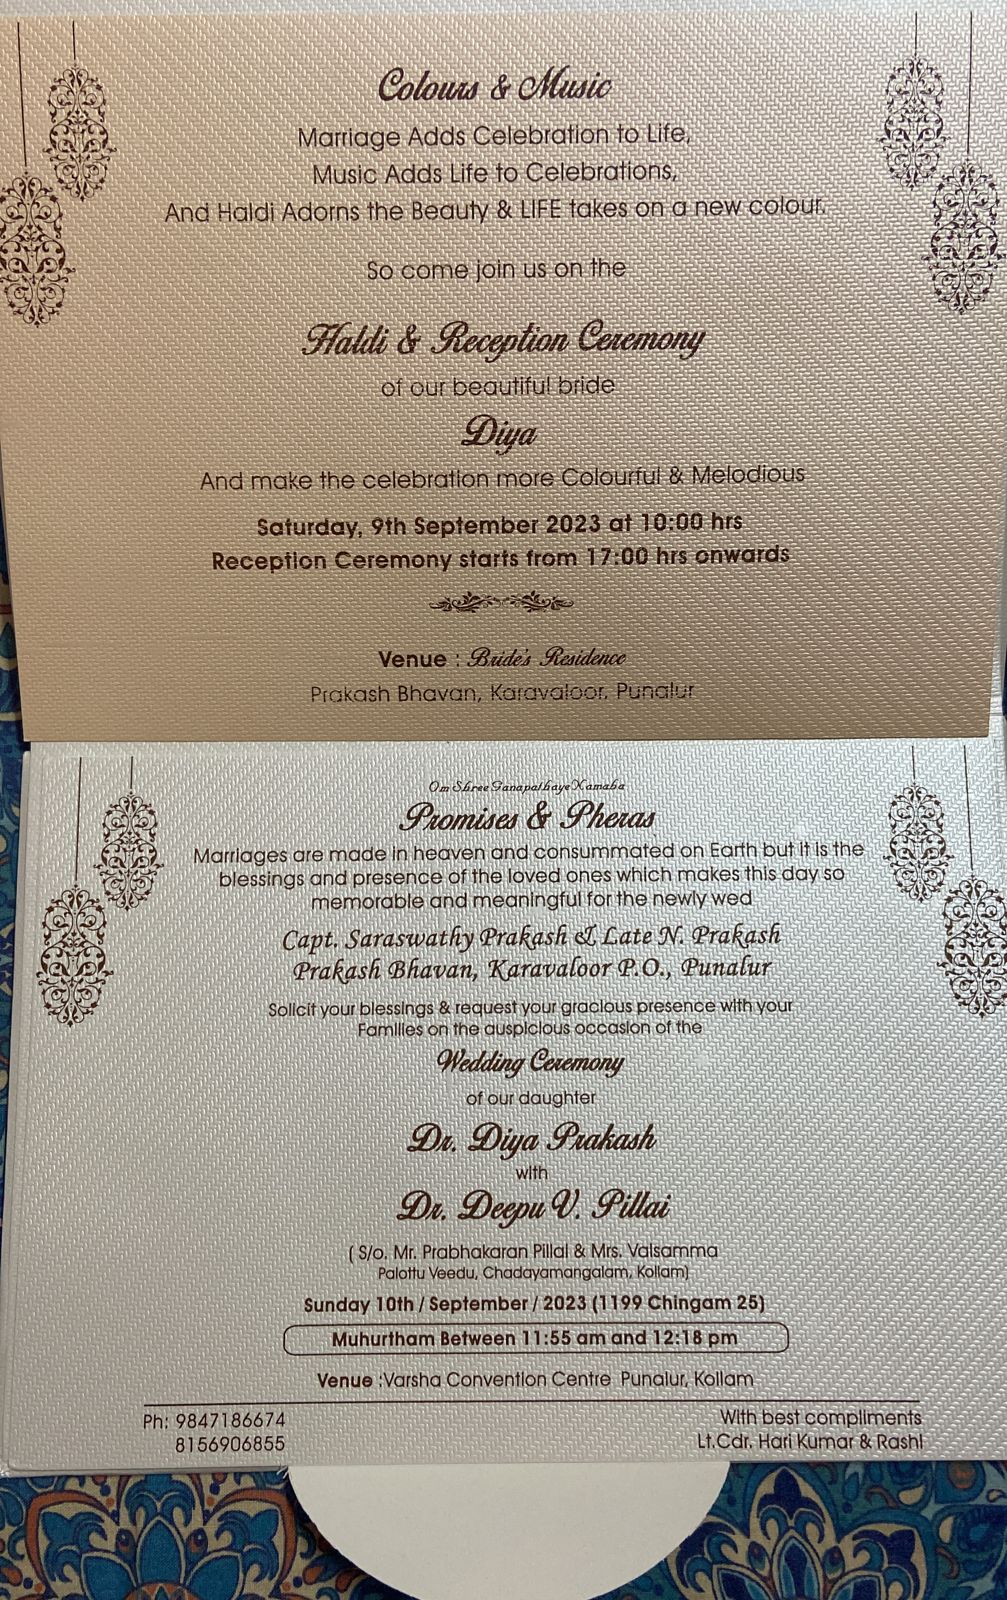 Colours & Music
Marriage Adds Celebration to Life,
Music Adds Life to Celebrations,
And Haldi Adorns the Beauty & LIFE takes on a new colour.
So come join us on the
Haldi & Reception Ceremony
of our beautiful bride
Diya
And make the celebration more Colourful & Melodious
Saturday, 9th September 2023 at 10:00 hrs
Reception Ceremony starts from 17:00 hrs onwards
Venue : Bride's Residence
Prakash Bhavan, Karavaloor, Punalur
Om Shree Ganapathaye Namaha
Promises & Pheras
Marriages are made in heaven and consummated on Earth but it is the
blessings and presence of the loved ones which makes this day so
memorable and meaningful for the newly wed
Capt. Saraswathy Prakash & Late N. Prakash
Prakash Bhavan, Karavaloor P.O., Punalur
Solicit your blessings & request your gracious presence with your
Families on the auspicious occasion of the
Wedding Ceremony
of our daughter
Dr. Diya Prakash
with
Dr. Deepu V. Pillai
( S/o. Mr. Prabhakaran Pillai & Mrs. Valsamma
Palottu Veedu, Chadayamangalam, Kollam)
Sunday 10th / September / 2023 (1199 Chingam 25)
Muhurtham Between 11:55 am and 12:18 pm
Venue :Varsha Convention Centre Punalur, Kollam
Ph: 9847186674
8156906855
With best compliments
Lt.Cdr. Hari Kumar & Rashi